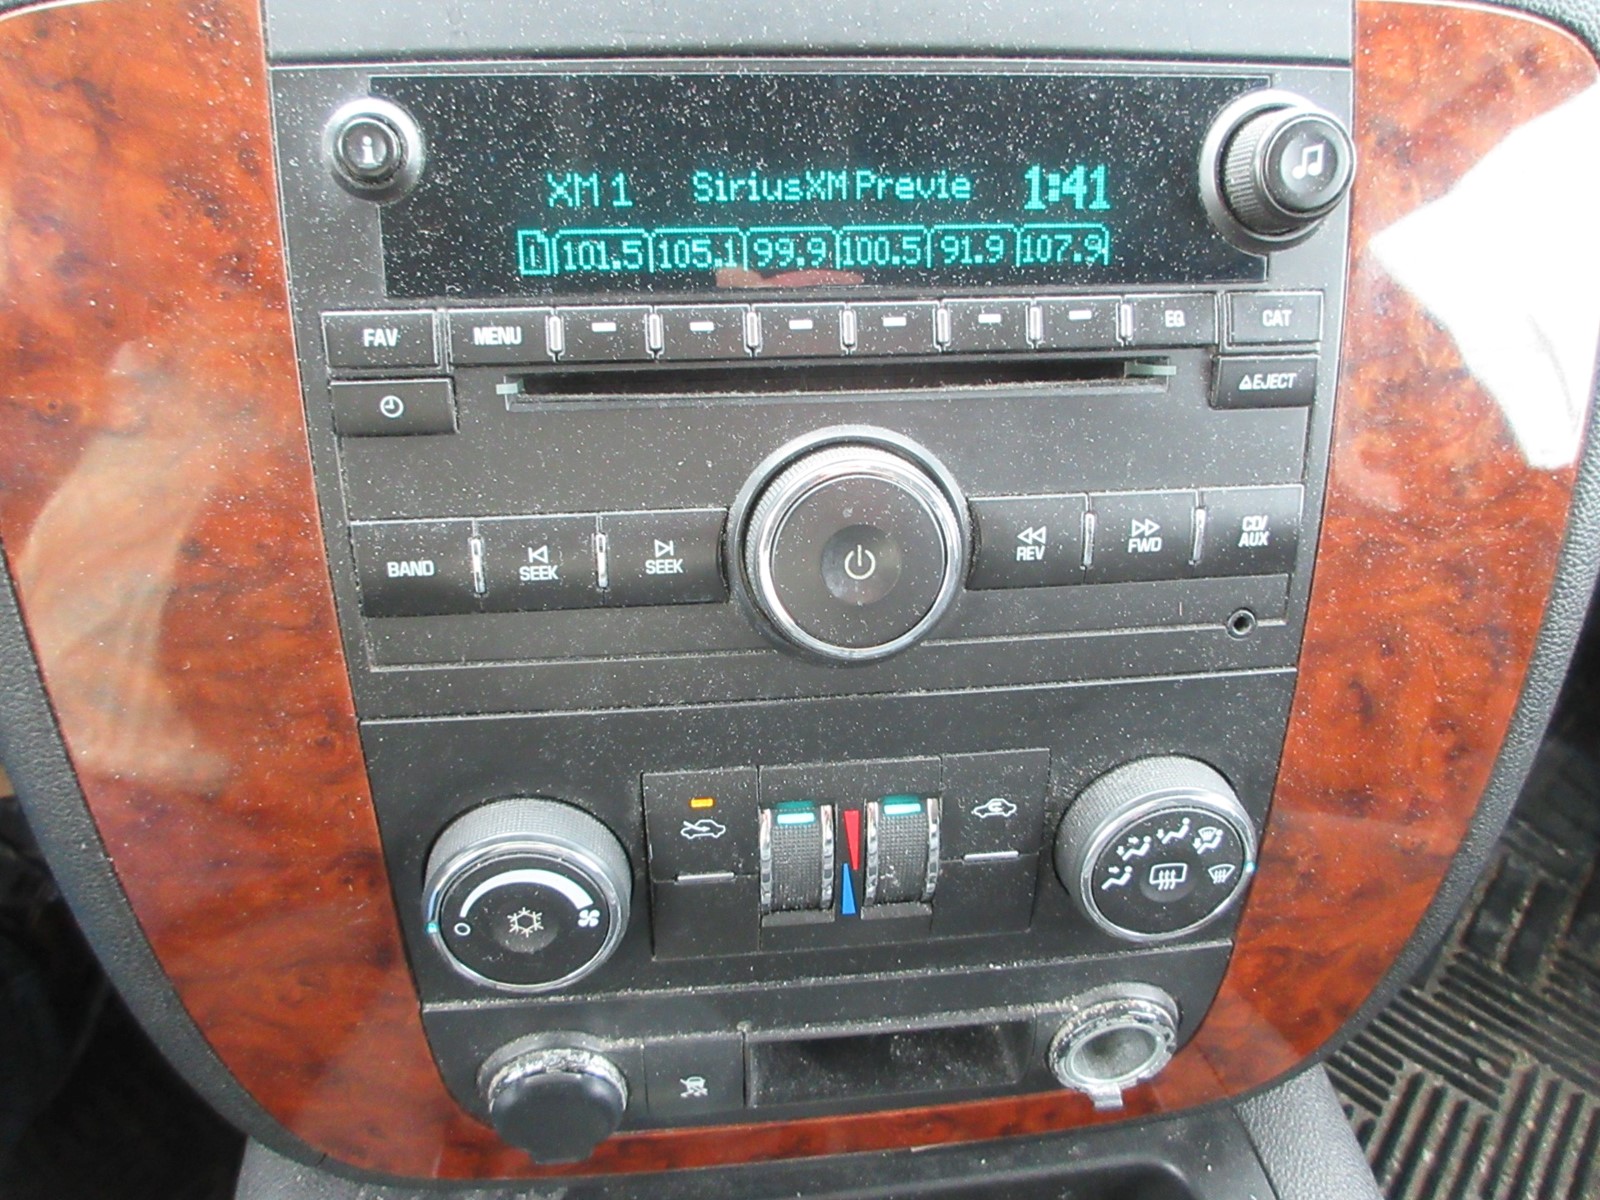 i
XM 1 SiriusXM Previe 1:41
1 101.5 105.1 99.9 100.5 91.9 107.9
FAV MENU EQ CAT
EJECT
BAND SEEK SEEK REV FWD CD/ AUX